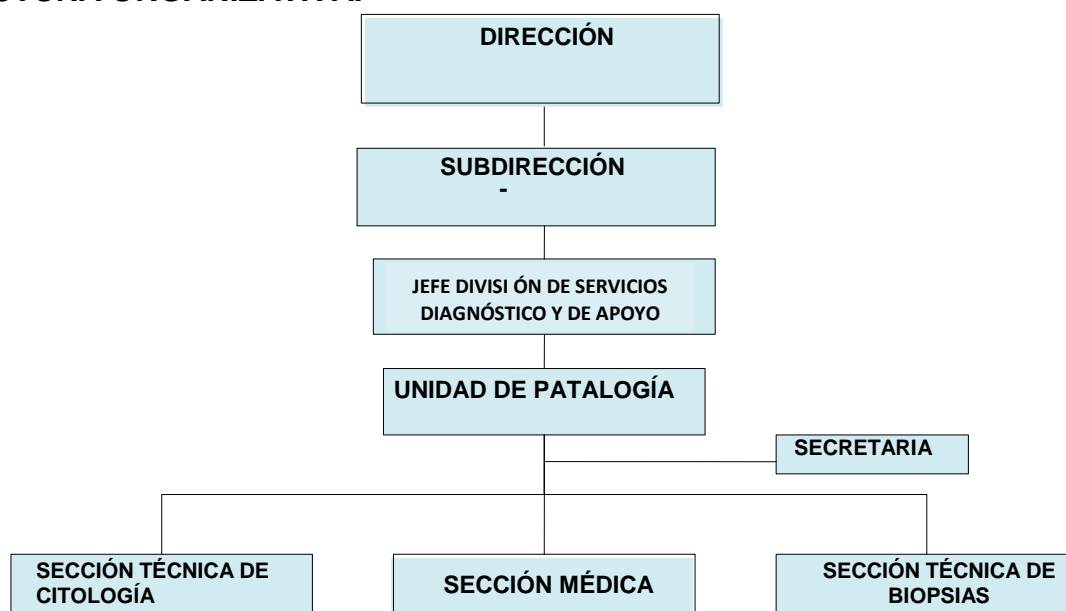 DIRECCIÓN
SUBDIRECCIÓN
-
JEFE DIVISI ÓN DE SERVICIOS
DIAGNÓSTICO Y DE APOYO
UNIDAD DE PATALOGÍA
SECRETARIA
SECCIÓN TÉCNICA DE
CITOLOGÍA
SECCIÓN MÉDICA
SECCIÓN TÉCNICA DE
BIOPSIAS